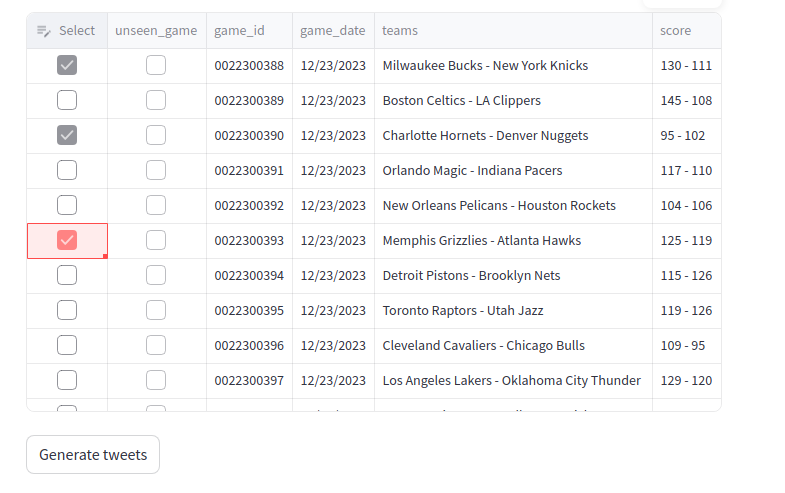 Select unseen_game game_id game_date teams score
0022300388 12/23/2023 Milwaukee Bucks - New York Knicks 130 - 111
0022300389 12/23/2023 Boston Celtics - LA Clippers 145 - 108
0022300390 12/23/2023 Charlotte Hornets - Denver Nuggets 95 - 102
0022300391 12/23/2023 Orlando Magic - Indiana Pacers 117 - 110
0022300392 12/23/2023 New Orleans Pelicans - Houston Rockets 104 - 106
0022300393 12/23/2023 Memphis Grizzlies - Atlanta Hawks 125 - 119
0022300394 12/23/2023 Detroit Pistons - Brooklyn Nets 115 - 126
0022300395 12/23/2023 Toronto Raptors - Utah Jazz 119 - 126
0022300396 12/23/2023 Cleveland Cavaliers - Chicago Bulls 109 - 95
0022300397 12/23/2023 Los Angeles Lakers - Oklahoma City Thunder 129 - 120
Generate tweets